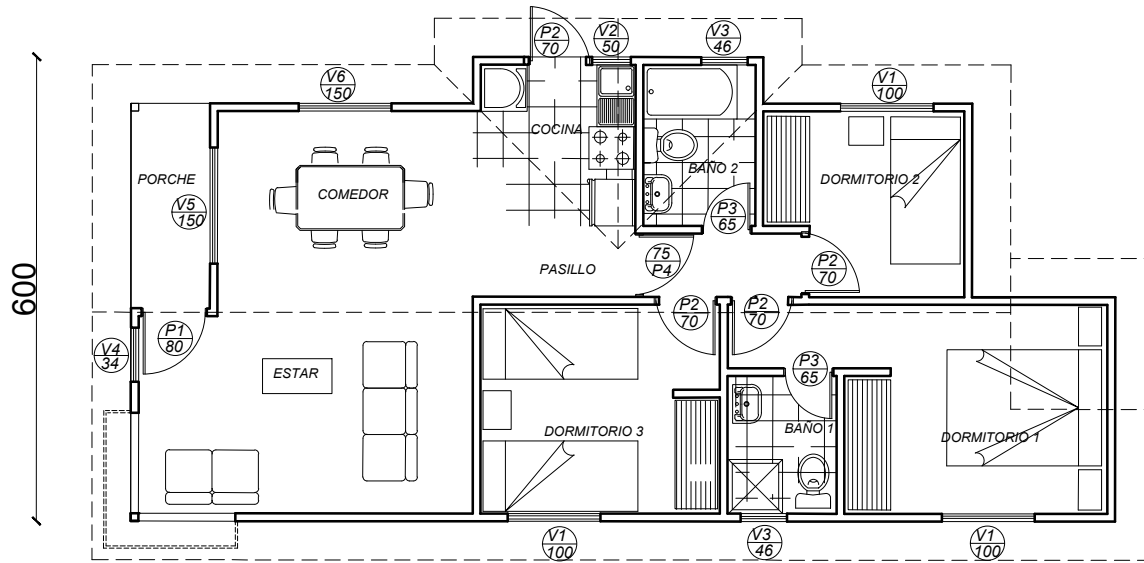 P2
70
V2
50
V3
46
V6
150
V1
100
COCINA
PORCHE
COMEDOR
BAÑO 2
DORMITORIO 2
V5
150
P3
65
600
PASILLO
75
P4
P2
70
P2
70
P2
70
P1
80
V4
34
ESTAR
P3
65
DORMITORIO 3
BAÑO 1
DORMITORIO 1
V1
100
V3
46
V1
100